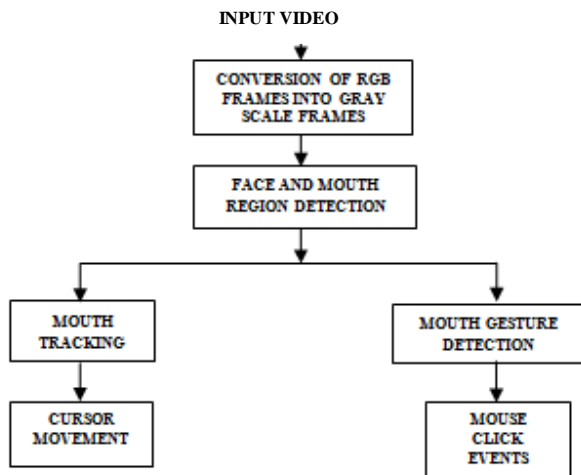 INPUT VIDEO
CONVERSION OF RGB
FRAMES INTO GRAY
SCALE FRAMES
FACE AND MOUTH
REGION DETECTION
MOUTH
TRACKING
MOUTH GESTURE
DETECTION
CURSOR
MOVEMENT
MOUSE
CLICK
EVENTS